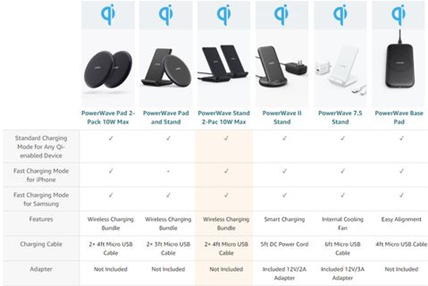 qi qi qi qi qi qi
PowerWave Pad 2- PowerWave Pad PowerWave Stand PowerWave II PowerWave 7.5 PowerWave Base
Pack 10W Max and Stand 2-Pac 10W Max Stand Stand Pad
Standard Charging
Mode for Any Qi- ✓ ✓ ✓ ✓ ✓ ✓
enabled Device
Fast Charging Mode ✓ - ✓ ✓ ✓ ✓
for iPhone
Fast Charging Mode ✓ ✓ ✓ ✓ ✓ ✓
for Samsung
Features Wireless Charging Wireless Charging Wireless Charging Smart Charging Internal Cooling Easy Alignment
Bundle Bundle Bundle Fan
Charging Cable 2× 4ft Micro USB 2× 3ft Micro USB 2× 4ft Micro USB 5ft DC Power Cord 6ft Micro USB 4ft Micro USB Cable
Cable Cable Cable Cable
Adapter Not Included Not Included Not Included Included 12V/2A Included 12V/3A Not Included
Adapter Adapter